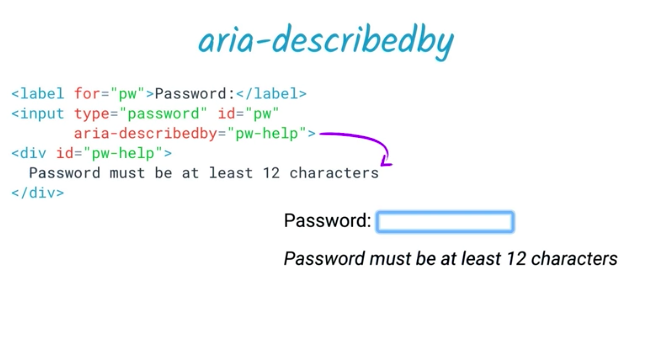 aria-describedby
<label for="pw">Password:</label>
<input type="password" id="pw"
aria-describedby="pw-help">
<div id="pw-help">
Password must be at least 12 characters
</div>
Password:
Password must be at least 12 characters